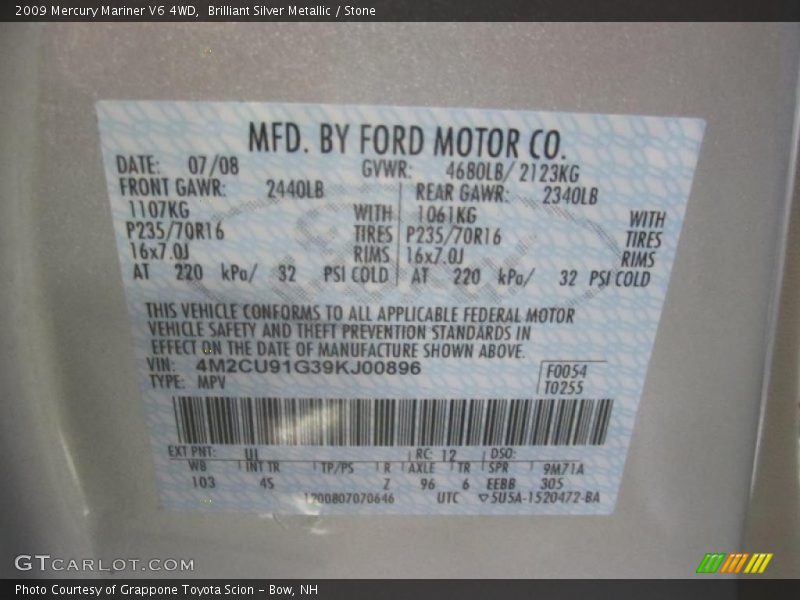 2009 Mercury Mariner V6 4WD, Brilliant Silver Metallic / Stone
MFD. BY FORD MOTOR CO.
DATE: 07/08 GVWR: 4680LB/ 2123KG
FRONT GAWR: 2440LB REAR GAWR: 2340LB
1107KG WITH 1061KG WITH
P235/70R16 TIRES P235/70R16 TIRES
16x7.0J RIMS 16x7.0J RIMS
AT 220 kPa/ 32 PSI COLD AT 220 kPa/ 32 PSI COLD
THIS VEHICLE CONFORMS TO ALL APPLICABLE FEDERAL MOTOR
VEHICLE SAFETY AND THEFT PREVENTION STANDARDS IN
EFFECT ON THE DATE OF MANUFACTURE SHOWN ABOVE.
VIN: 4M2CU91G39KJ00896 F0054
TYPE: MPV T0255
EXT PNT: UI RC: 12 DSO:
WB INT TR TP/PS R AXLE TR SPR 9M71A
103 4S Z 96 6 EEBB 305
1200807070646 UTC ▽5U5A-1520472-BA
GTCARLOT.COM
Photo Courtesy of Grappone Toyota Scion - Bow, NH